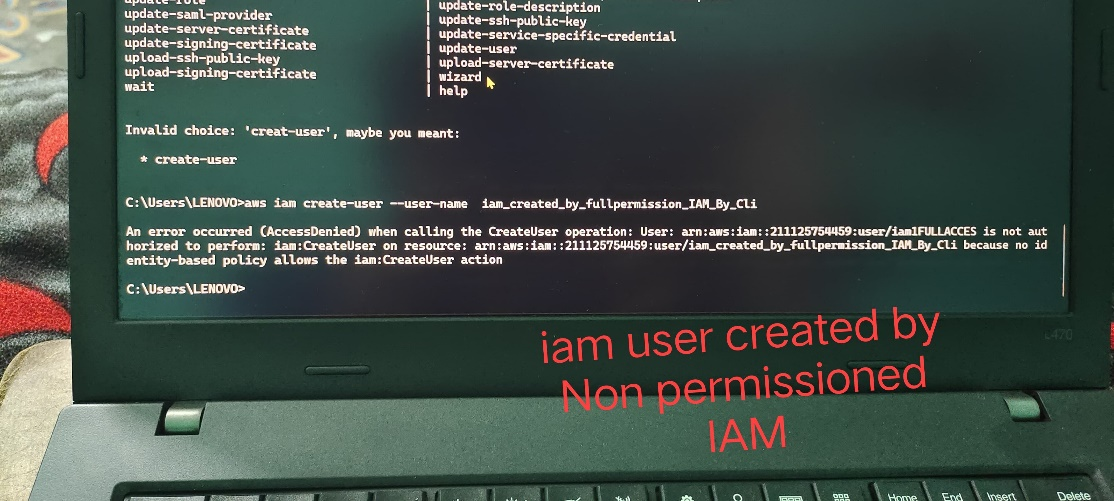 update-role
update-saml-provider
update-server-certificate
update-signing-certificate
upload-ssh-public-key
upload-signing-certificate
wait
| update-role-description
| update-ssh-public-key
| update-service-specific-credential
| update-user
| upload-server-certificate
| wizard
| help
Invalid choice: 'creat-user', maybe you meant:
* create-user
C:\Users\LENOVO>aws iam create-user --user-name iam_created_by_fullpermission_IAM_By_Cli
An error occurred (AccessDenied) when calling the CreateUser operation: User: arn:aws:iam::211125754459:user/iam1FULLACCES is not aut
horized to perform: iam:CreateUser on resource: arn:aws:iam::211125754459:user/iam_created_by_fullpermission_IAM_By_Cli because no id
entity-based policy allows the iam:CreateUser action
C:\Users\LENOVO>
iam user created by
Non permissioned
IAM
Home End Insert Delete